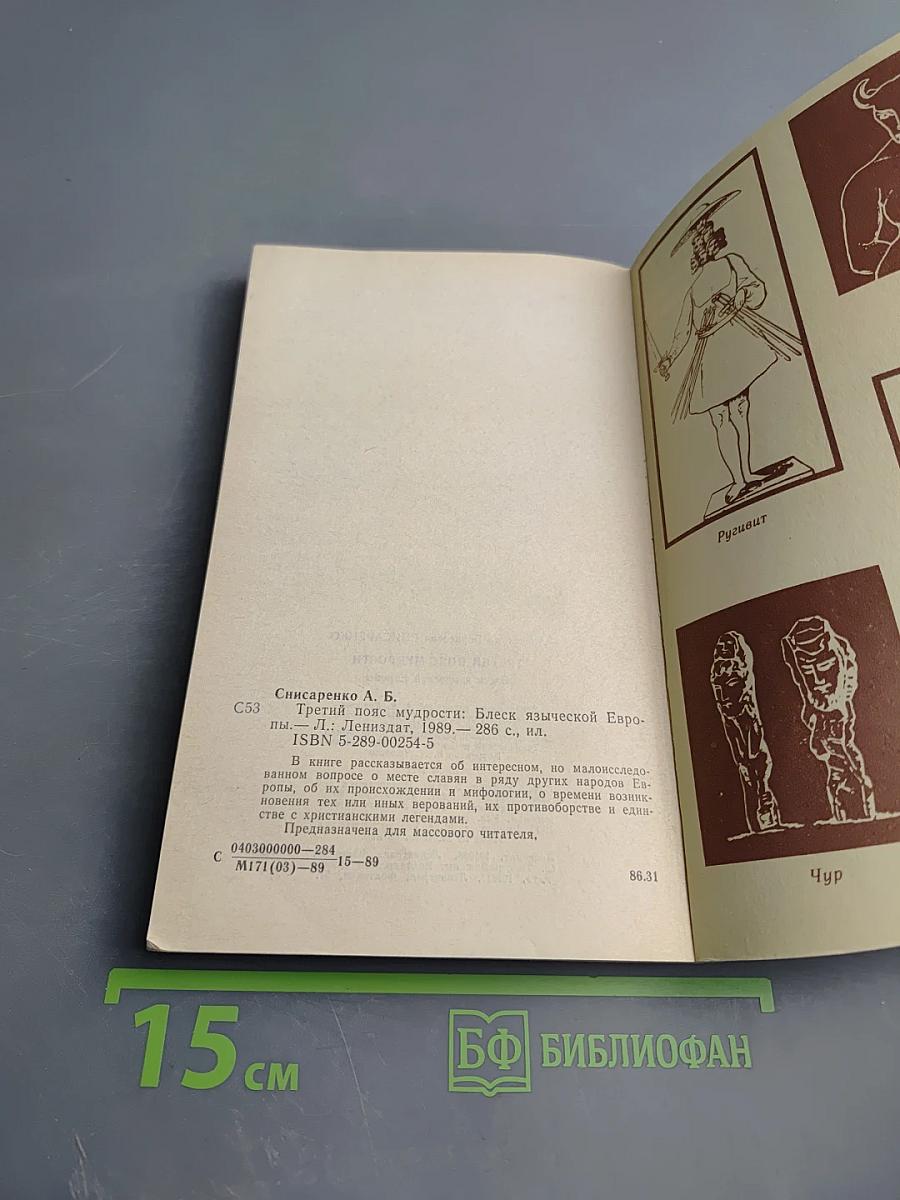 Снисаренко А. Б.
С53 Третий пояс мудрости: Блеск языческой Евро-
пы.— Л.: Лениздат, 1989.— 286 с., ил.
ISBN 5-289-00254-5
В книге рассказывается об интересном, но малоисследо-
ванном вопросе о месте славян в ряду других народов Ев-
ропы, об их происхождении и мифологии, о времени возник-
новения тех или иных верований, их противоборстве и един-
стве с христианскими легендами.
Предназначена для массового читателя,
С 0403000000—284
М171(03)—89 15—89
86.31
Ругивит
Чур
15 см
БФ БИБЛИОФАН